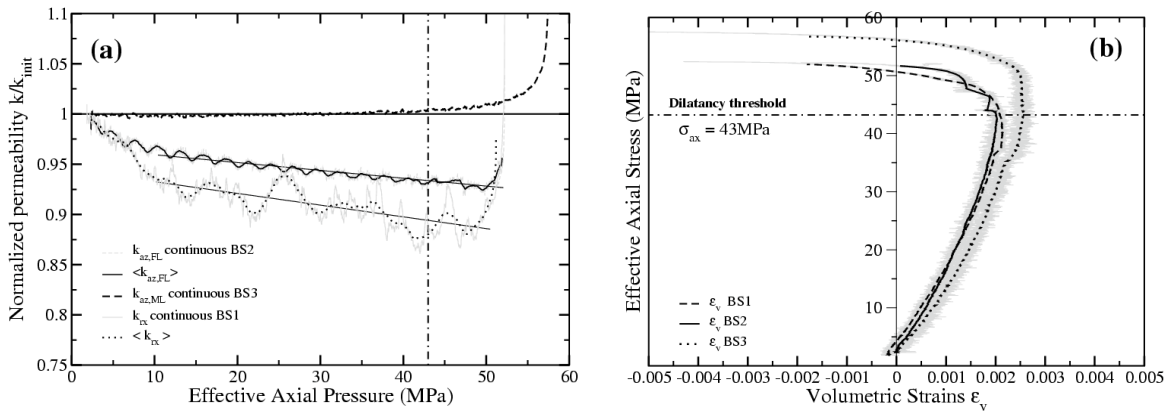 (a)
Normalized permeability k/k_init
1
0.95
0.9
0.85
0.8
0.75
k_az,FL continuous BS2
<k_az,FL>
k_az,ML continuous BS3
k_rx continuous BS1
<k_rx>
0 10 20 30 40 50 60
Effective Axial Pressure (MPa)
(b)
Effective Axial Stress (MPa)
60
50
40
30
20
10
Dilatancy threshold
σ_ax = 43MPa
ε_v BS1
ε_v BS2
ε_v BS3
-0.005 -0.004 -0.003 -0.002 -0.001 0 0.001 0.002 0.003 0.004 0.005
Volumetric Strains ε_v